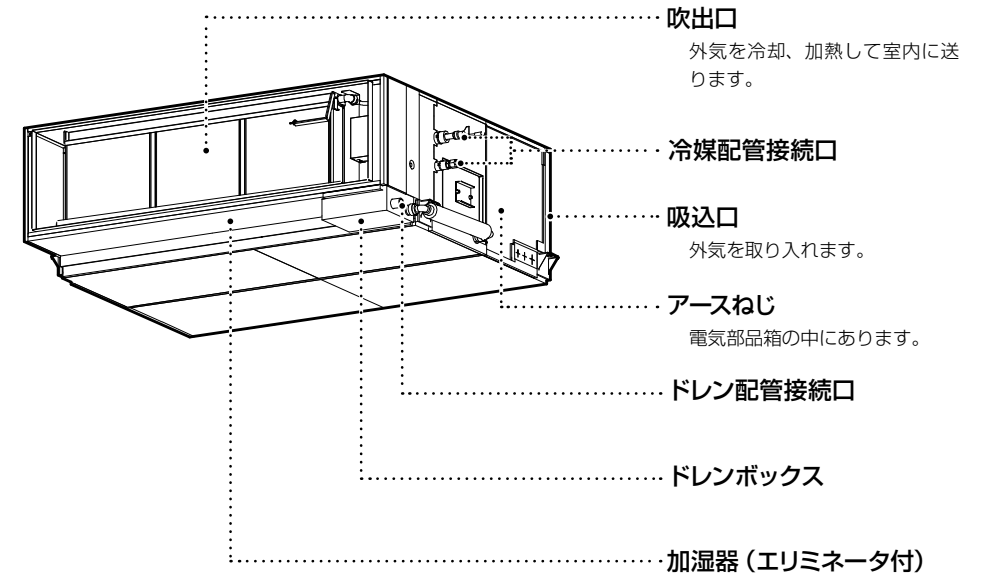 吹出口
外気を冷却、加熱して室内に送
ります。
冷媒配管接続口
吸込口
外気を取り入れます。
アースねじ
電気部品箱の中にあります。
ドレン配管接続口
ドレンボックス
加湿器（エリミネータ付）